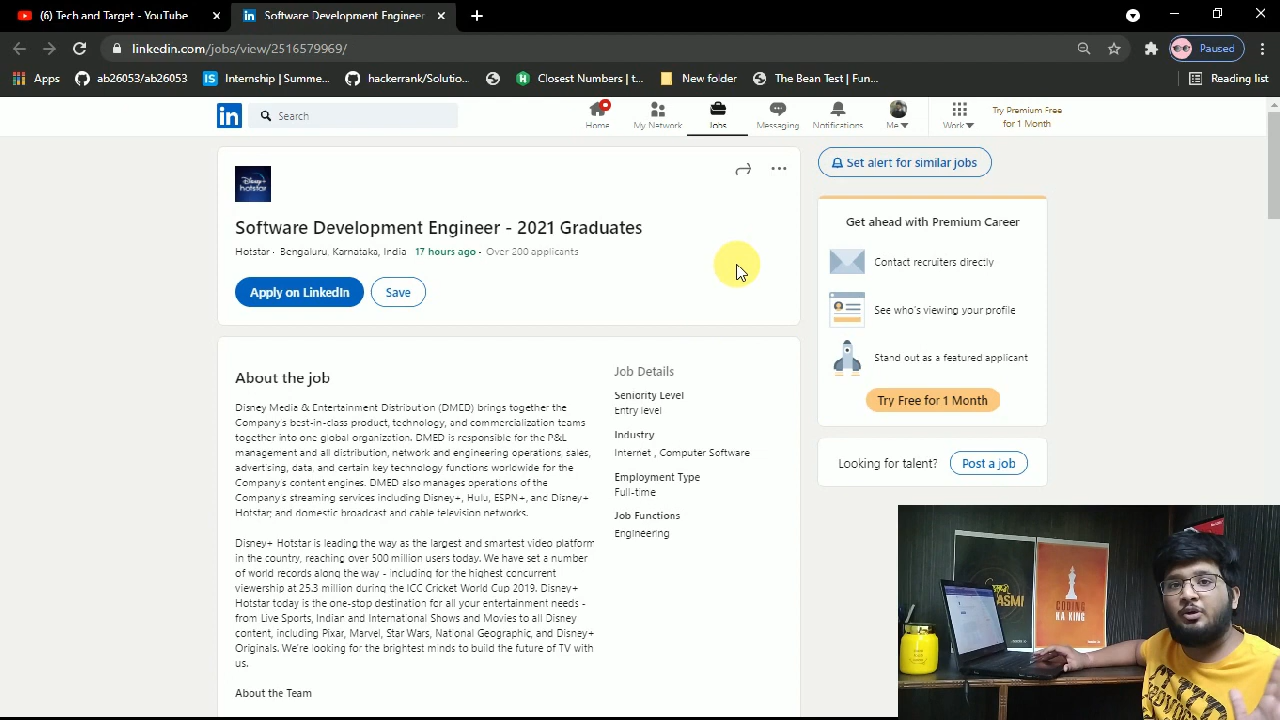 (6) Tech and Target - YouTube
Software Development Engineer
linkedin.com/jobs/view/2516579969/
Paused
Apps
ab26053/ab26053
IS
Internship | Summe...
hackerrank/Solutio...
Closest Numbers | t...
New folder
The Bean Test | Fun...
Reading list
in
Search
Home
My Network
Jobs
Messaging
Notifications
Me
Work
Try Premium Free
for 1 Month
Disney+
hotstar
Software Development Engineer - 2021 Graduates
Hotstar · Bengaluru, Karnataka, India 17 hours ago · Over 200 applicants
Apply on LinkedIn
Save
Set alert for similar jobs
Get ahead with Premium Career
Contact recruiters directly
See who's viewing your profile
Stand out as a featured applicant
Try Free for 1 Month
Looking for talent?
Post a job
About the job
Disney Media & Entertainment Distribution (DMED) brings together the
Company's best-in-class product, technology, and commercialization teams
together into one global organization. DMED is responsible for the P&L
management and all distribution, network and engineering operations, sales,
advertising, data, and certain key technology functions worldwide for the
Company's content engines. DMED also manages operations of the
Company's streaming services including Disney+, Hulu, ESPN+, and Disney+
Hotstar; and domestic broadcast and cable television networks.
Disney+ Hotstar is leading the way as the largest and smartest video platform
in the country, reaching over 500 million users today. We have set a number
of world records along the way - including for the highest concurrent
viewership at 25.3 million during the ICC Cricket World Cup 2019. Disney+
Hotstar today is the one-stop destination for all your entertainment needs -
from Live Sports, Indian and International Shows and Movies to all Disney
content, including Pixar, Marvel, Star Wars, National Geographic, and Disney+
Originals. We're looking for the brightest minds to build the future of TV with
us.
About the Team
Job Details
Seniority Level
Entry level
Industry
Internet , Computer Software
Employment Type
Full-time
Job Functions
Engineering
CODING
KA KING